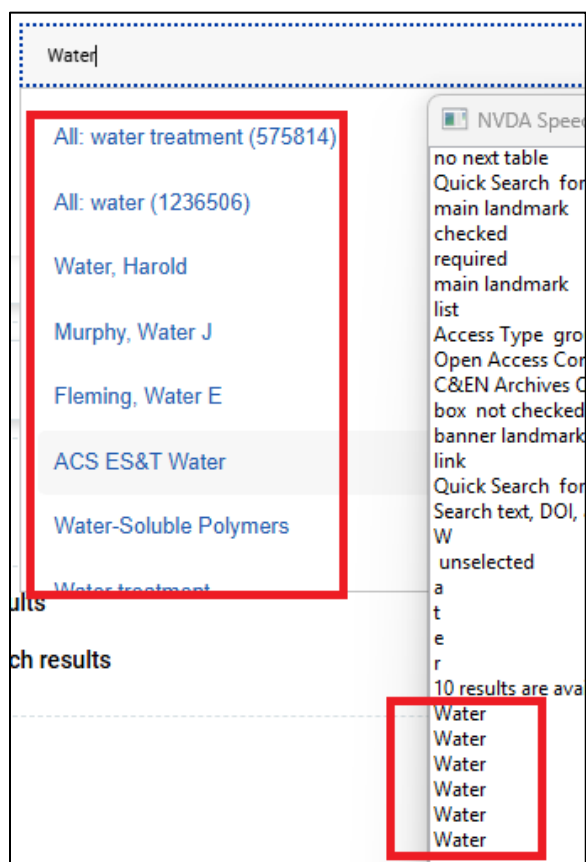 Water
All: water treatment (575814)
All: water (1236506)
Water, Harold
Murphy, Water J
Fleming, Water E
ACS ES&T Water
Water-Soluble Polymers
Water treatment
ults
ch results
NVDA Speec
no next table
Quick Search for
main landmark
checked
required
main landmark
list
Access Type gro
Open Access Con
C&EN Archives C
box not checked
banner landmark
link
Quick Search for
Search text, DOI,
W
unselected
a
t
e
r
10 results are ava
Water
Water
Water
Water
Water
Water